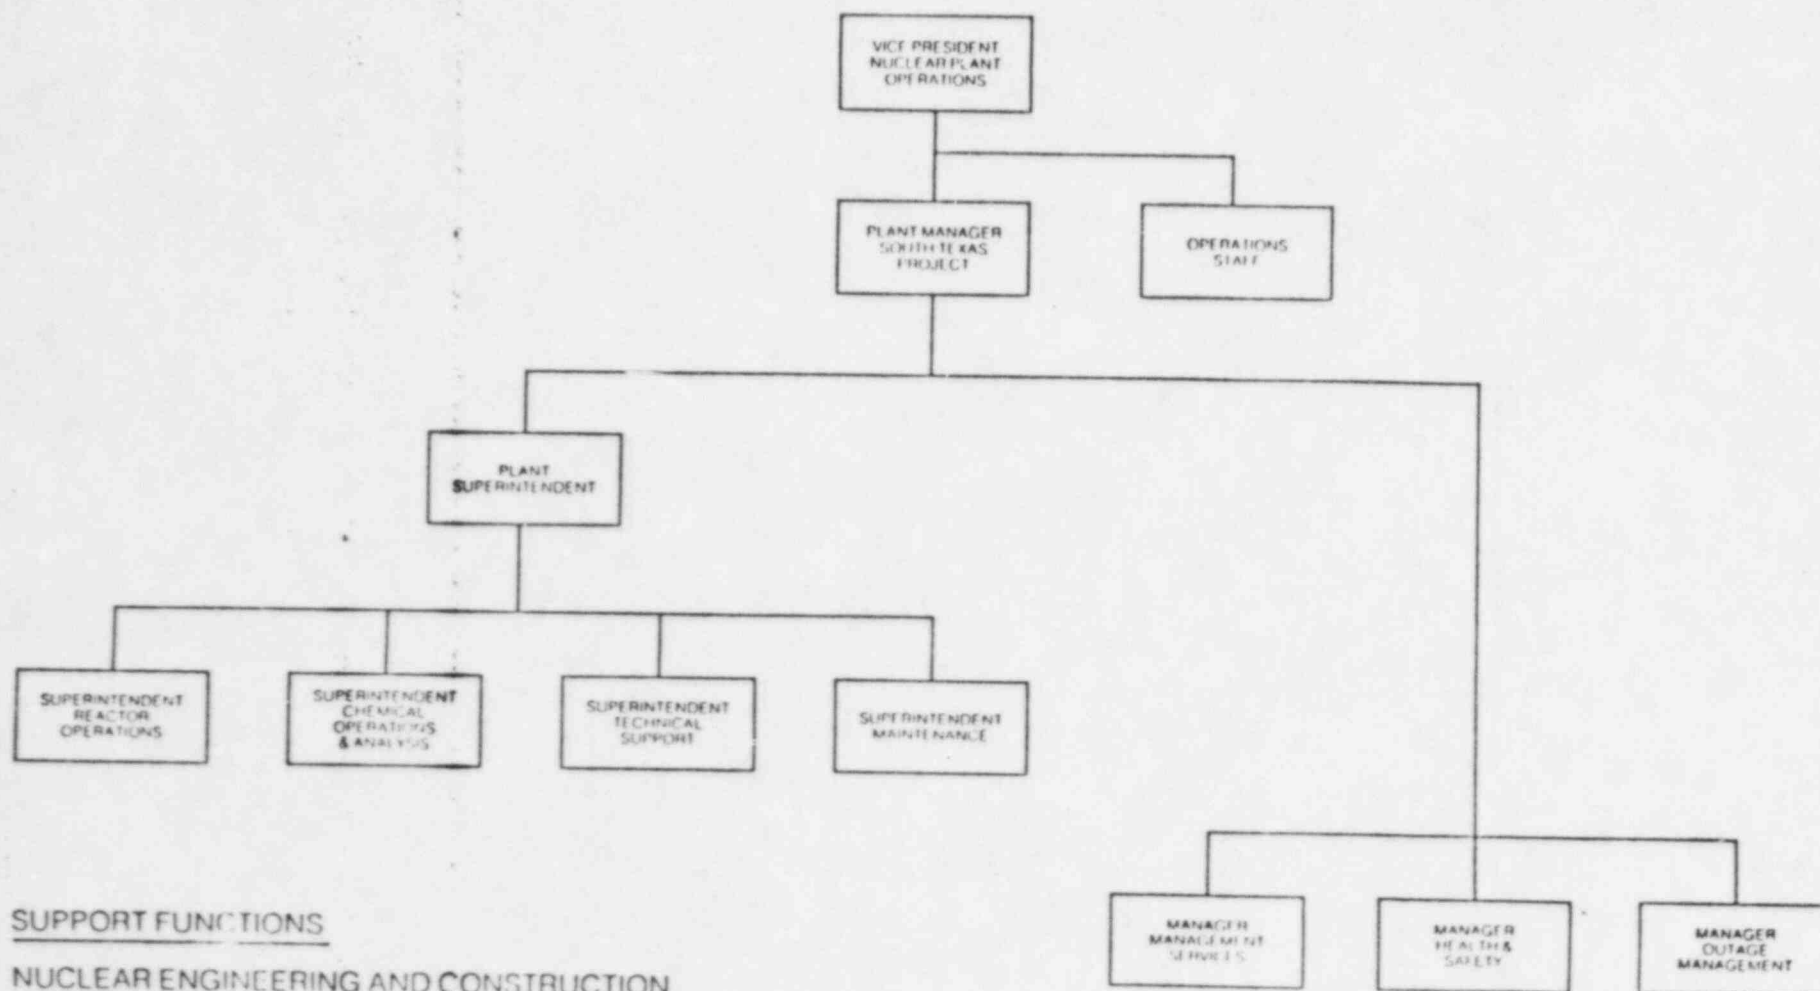 VICE PRESIDENT
NUCLEAR PLANT
OPERATIONS
PLANT MANAGER
SOUTH TEXAS
PROJECT
OPERATIONS
STAFF
PLANT
SUPERINTENDENT
SUPERINTENDENT
REACTOR
OPERATIONS
SUPERINTENDENT
CHEMICAL
OPERATIONS
& ANALYSIS
SUPERINTENDENT
TECHNICAL
SUPPORT
SUPERINTENDENT
MAINTENANCE
MANAGER
MANAGEMENT
SERVICES
MANAGER
HEALTH &
SAFETY
MANAGER
OUTAGE
MANAGEMENT
SUPPORT FUNCTIONS
NUCLEAR ENGINEERING AND CONSTRUCTION